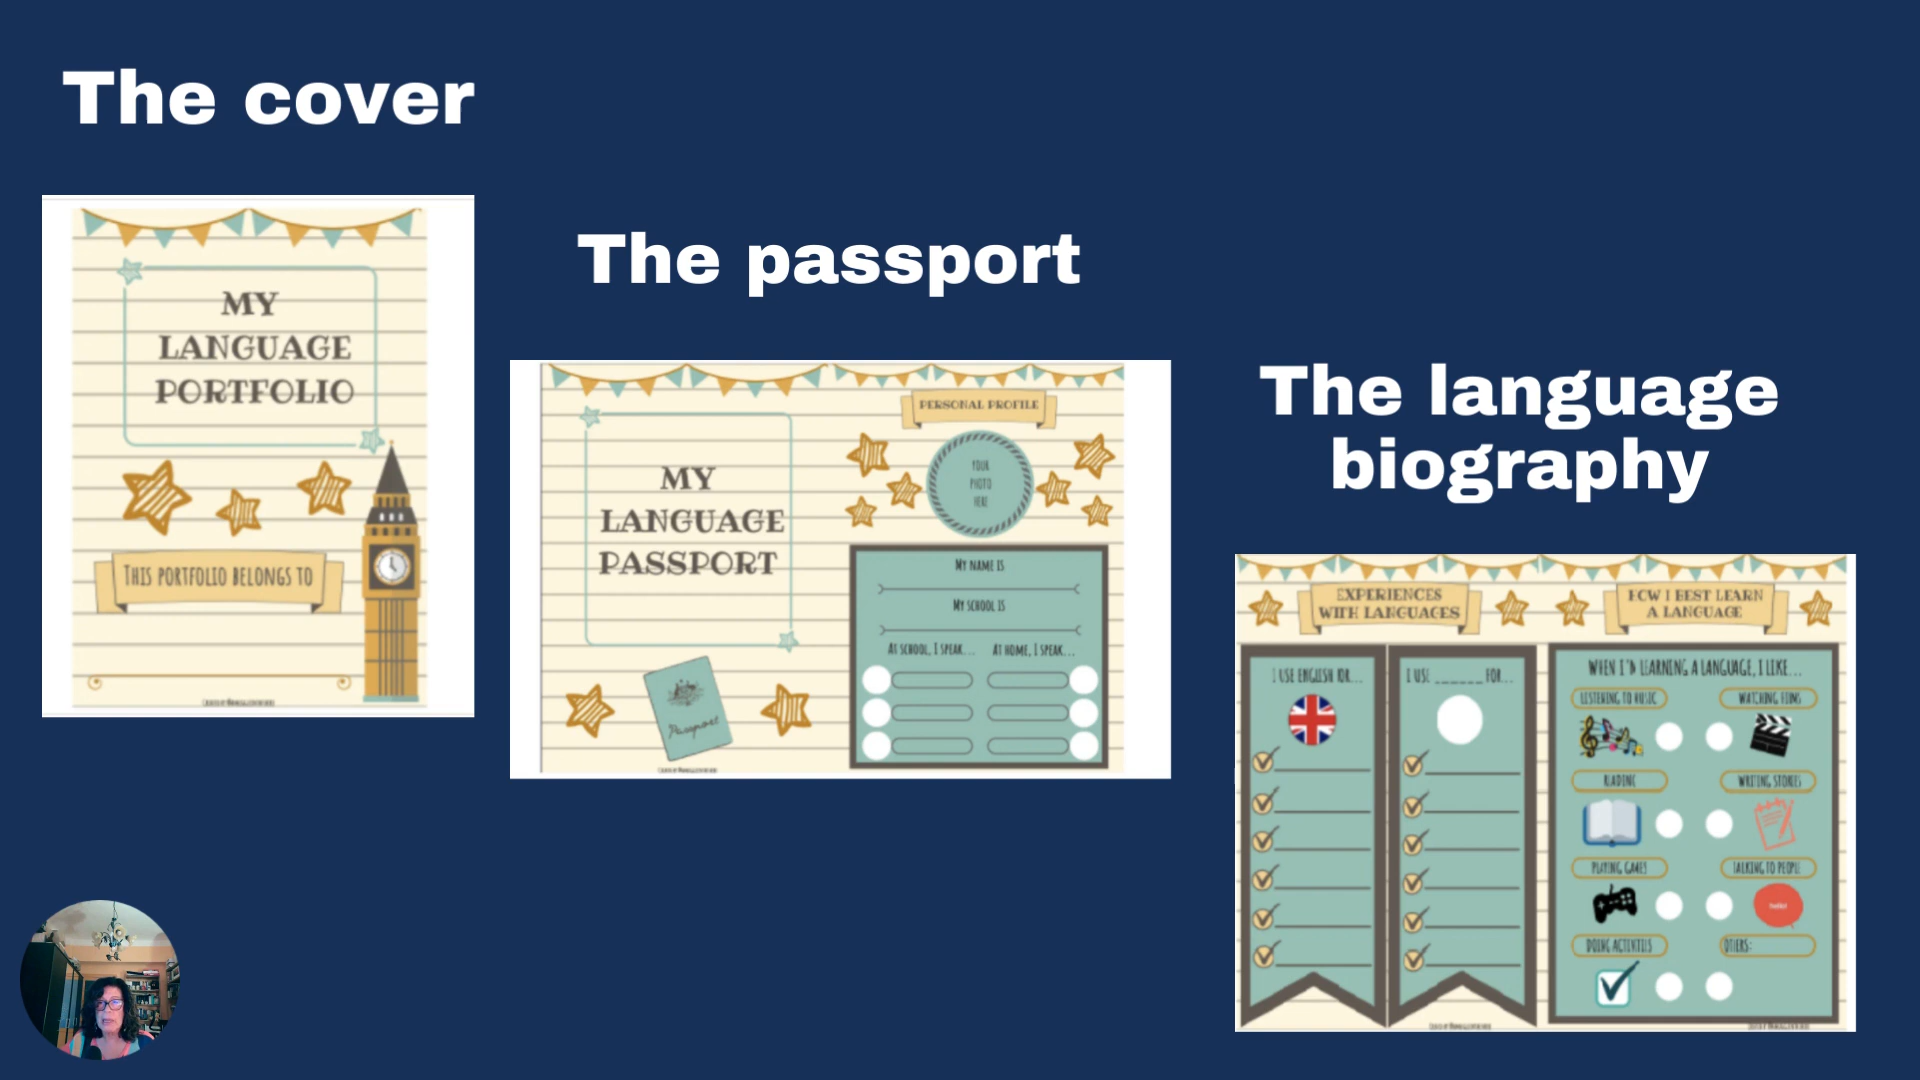 The cover
MY
LANGUAGE
PORTFOLIO
THIS PORTFOLIO BELONGS TO
The passport
MY
LANGUAGE
PASSPORT
Passport
PERSONAL PROFILE
YOUR
PHOTO
HERE
MY NAME IS
MY SCHOOL IS
AT SCHOOL, I SPEAK...
AT HOME, I SPEAK...
The language
biography
EXPERIENCES
WITH LANGUAGES
I USE ENGLISH FOR...
I USE ______ FOR...
HOW I BEST LEARN
A LANGUAGE
WHEN I'M LEARNING A LANGUAGE, I LIKE...
LISTENING TO MUSIC
WATCHING FILMS
READING
WRITING STORIES
PLAYING GAMES
TALKING TO PEOPLE
hello!
DOING ACTIVITIES
OTHERS: